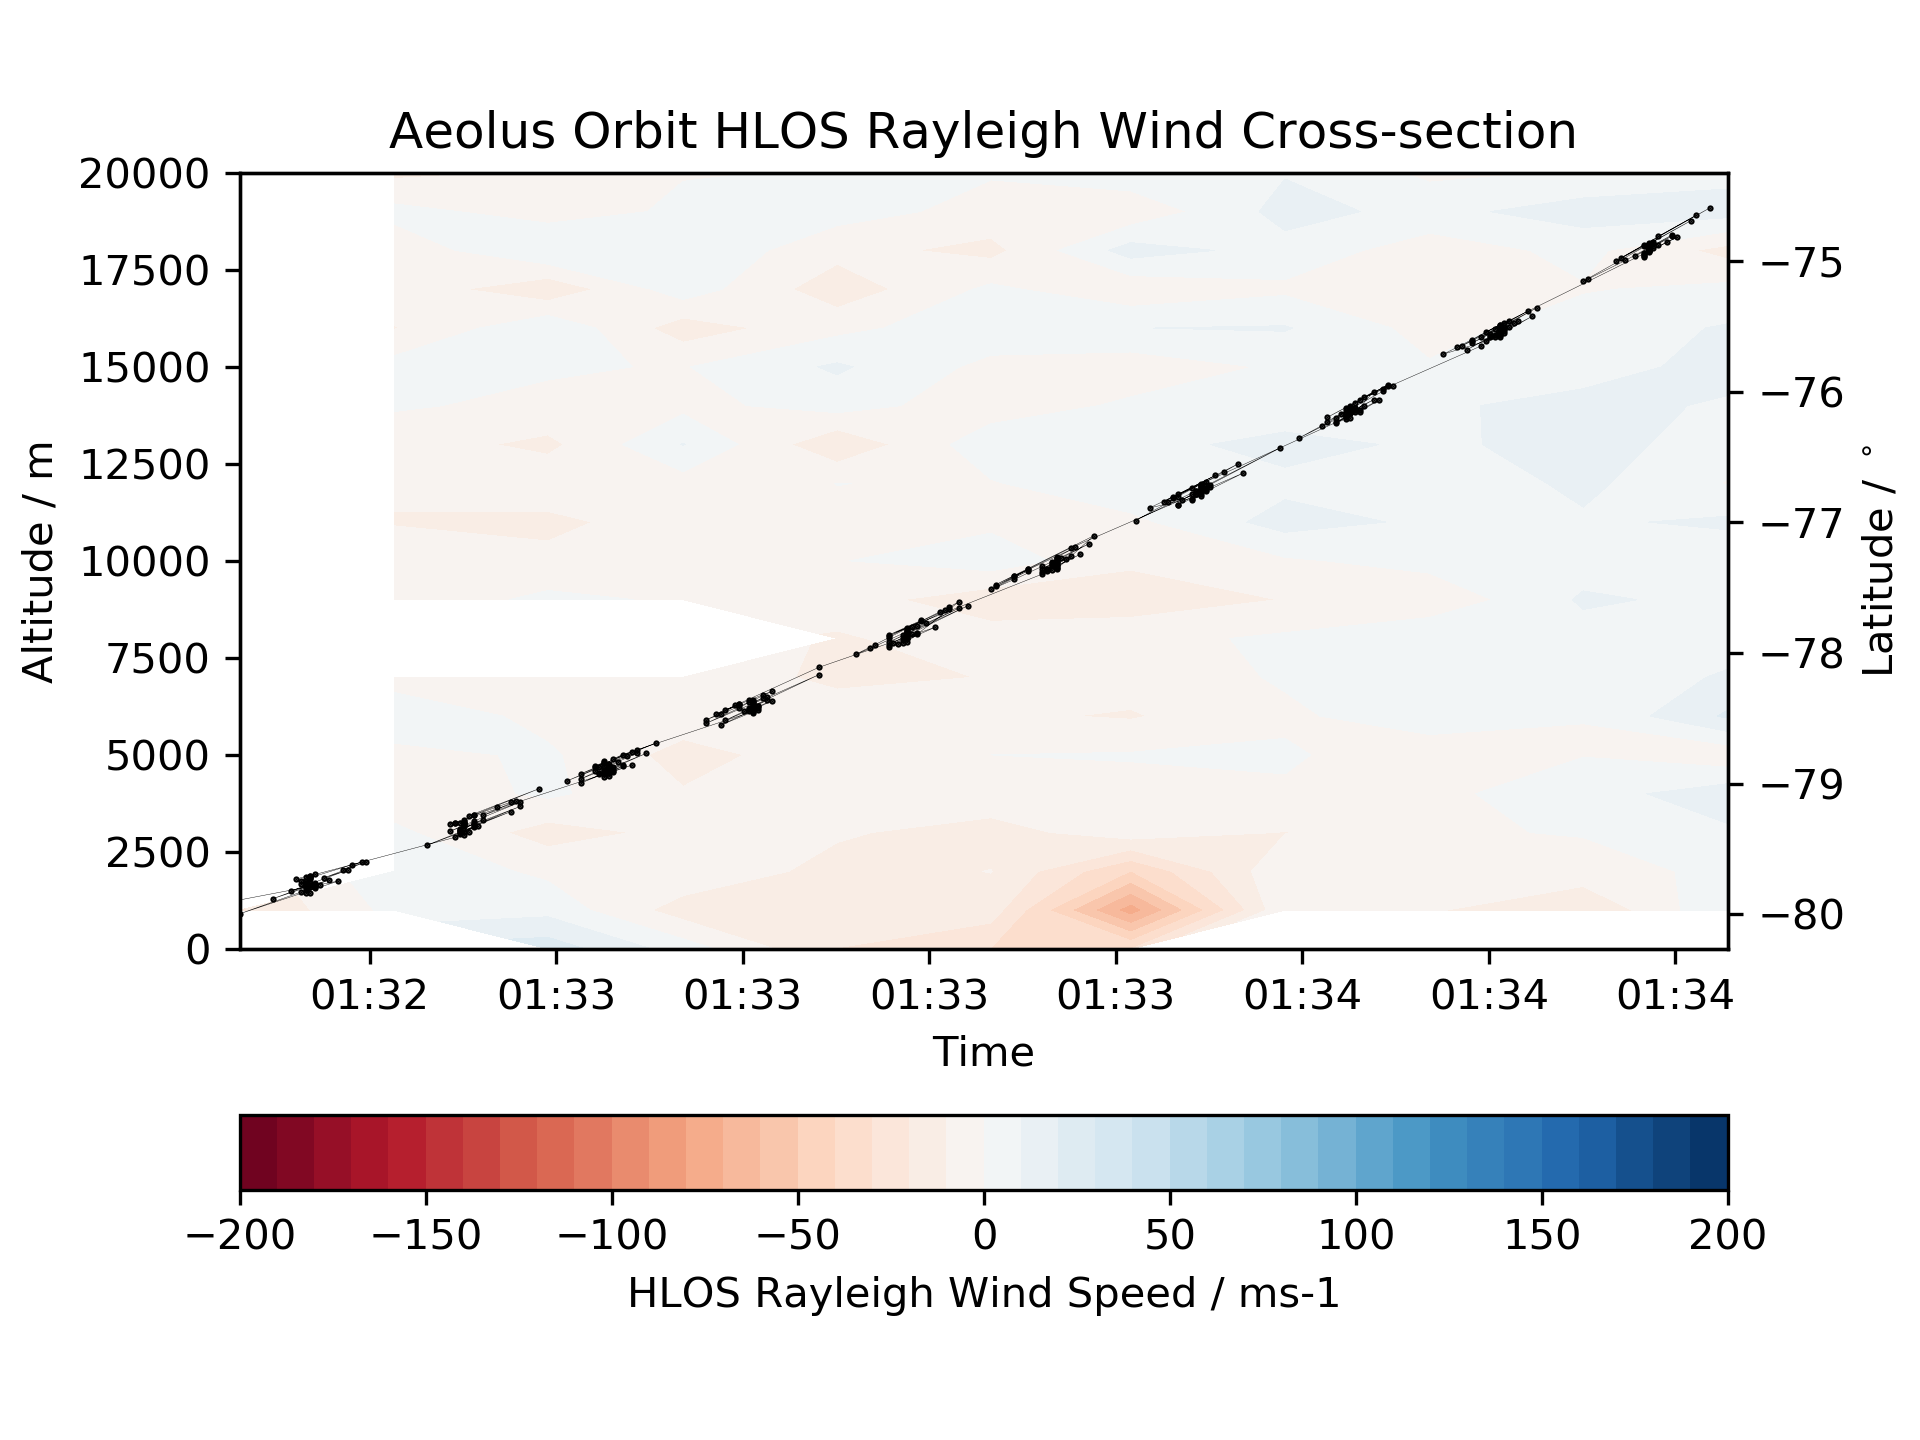 Aeolus Orbit HLOS Rayleigh Wind Cross-section
20000
17500
15000
12500
10000
7500
5000
2500
0
Altitude / m
−75
−76
−77
−78
−79
−80
Latitude / °
01:32 01:33 01:33 01:33 01:33 01:34 01:34 01:34
Time
−200 −150 −100 −50 0 50 100 150 200
HLOS Rayleigh Wind Speed / ms-1